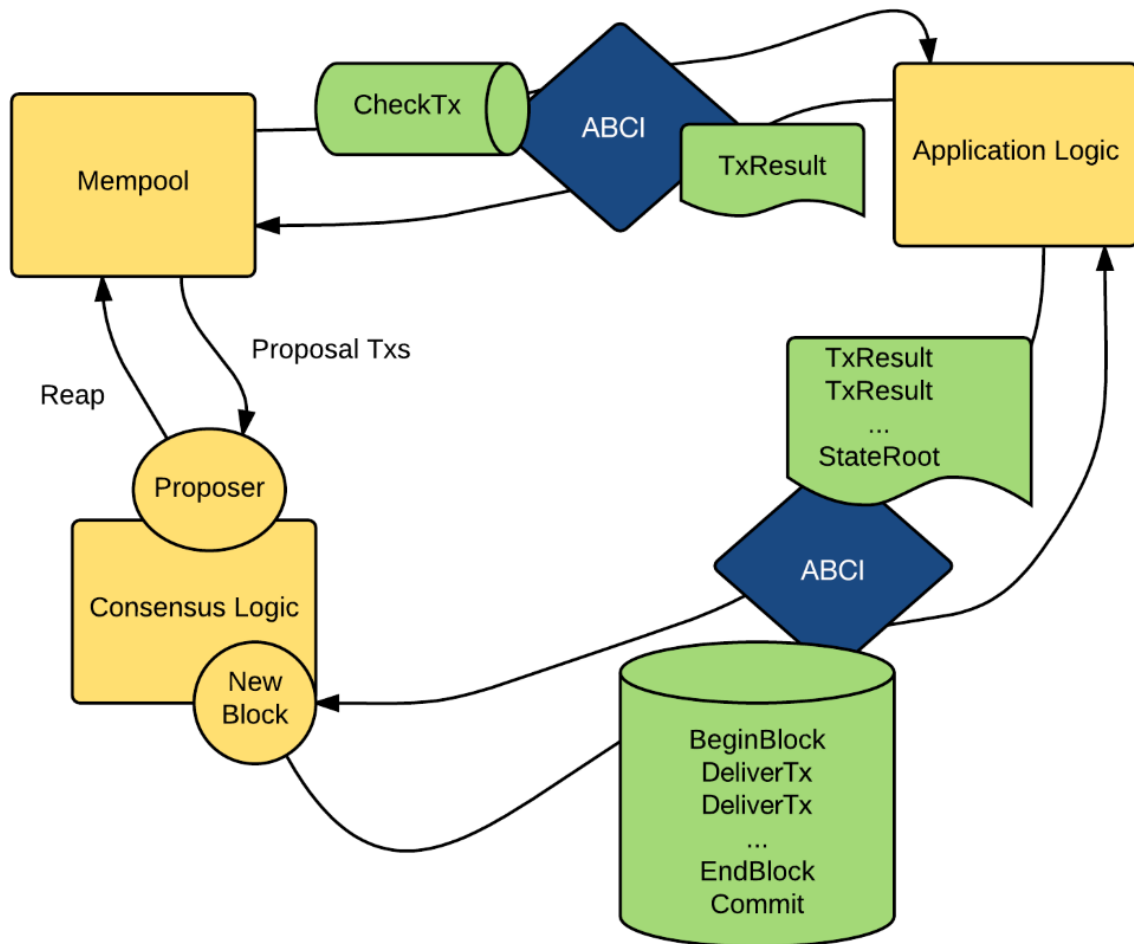 CheckTx
ABCI
TxResult
Mempool
Application Logic
Proposal Txs
Reap
TxResult
TxResult
...
StateRoot
Proposer
ABCI
Consensus Logic
New
Block
BeginBlock
DeliverTx
DeliverTx
...
EndBlock
Commit